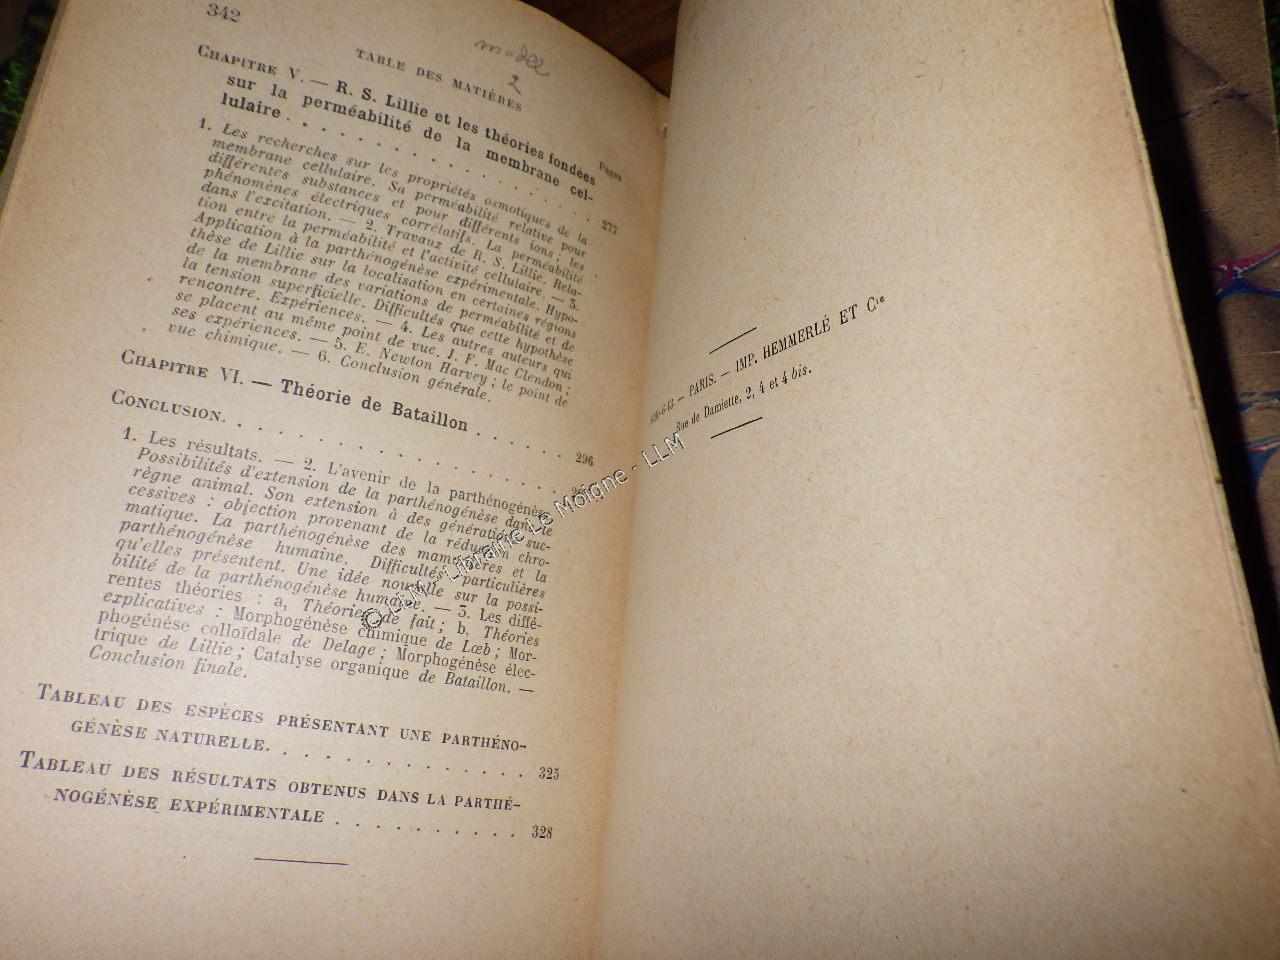 342
TABLE DES MATIÈRES
2
Pages
CHAPITRE V. — R. S. Lillie et les théories fondées
sur la perméabilité de la membrane cel-
lulaire . . . . . . . . . . . . . . . . 277
1. Les recherches sur les propriétés osmotiques de la
membrane cellulaire. Sa perméabilité relative pour
différentes substances et pour différents ions ; les
phénomènes électriques corrélatifs. La perméabilité
dans l'excitation. — 2. Travaux de R. S. Lillie. Rela-
tion entre la perméabilité et l'activité cellulaire. — 3.
Application à la parthénogénèse expérimentale. Hypo-
thèse de Lillie sur la localisation en certaines régions
de la membrane des variations de perméabilité et de
la tension superficielle. Difficultés que cette hypothèse
rencontre. Expériences. — 4. Les autres auteurs qui
se placent au même point de vue. J. F. Mac Clendon ;
ses expériences. — 5. E. Newton Harvey ; le point de
vue chimique. — 6. Conclusion générale.
CHAPITRE VI. — Théorie de Bataillon . . . . . . 296
CONCLUSION. . . . . . . . . . . . . . . .
1. Les résultats. — 2. L'avenir de la parthénogénèse.
Possibilités d'extension de la parthénogénèse dans le
règne animal. Son extension à des générations suc-
cessives : objection provenant de la réduction chro-
matique. La parthénogénèse des mammifères et la
parthénogénèse humaine. Difficultés particulières
qu'elles présentent. Une idée nouvelle sur la possi-
bilité de la parthénogénèse humaine. — 3. Les diffé-
rentes théories : a, Théories de fait ; b. Théories
explicatives : Morphogénèse chimique de Lœb ; Mor-
phogénèse colloïdale de Delage ; Morphogénèse élec-
trique de Lillie ; Catalyse organique de Bataillon. —
Conclusion finale.
TABLEAU DES ESPÈCES PRÉSENTANT UNE PARTHÉNO-
GÉNÈSE NATURELLE. . . . . . . . . . . . . 325
TABLEAU DES RÉSULTATS OBTENUS DANS LA PARTHÉ-
NOGÉNÈSE EXPÉRIMENTALE . . . . . . . . . . 328
PARIS. — IMP. HEMMERLÉ ET Cie
Rue de Damiette, 2, 4 et 4 bis.
© LLM - Librairie Le Moigne - LLM